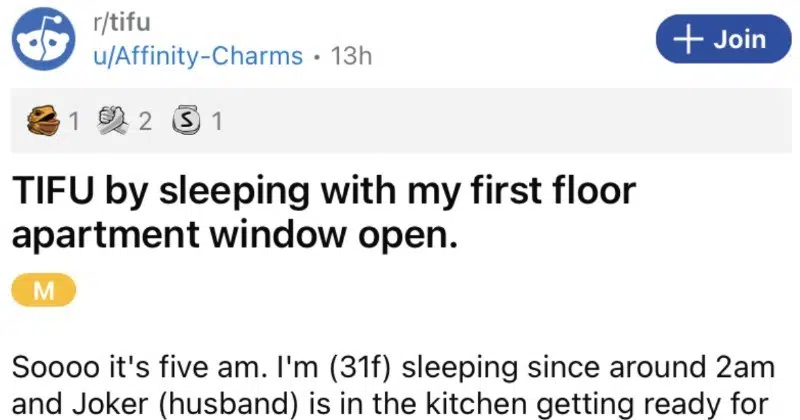 r/tifu
u/Affinity-Charms • 13h
+ Join
1 2 S 1
TIFU by sleeping with my first floor
apartment window open.
M
Soooo it's five am. I'm (31f) sleeping since around 2am
and Joker (husband) is in the kitchen getting ready for